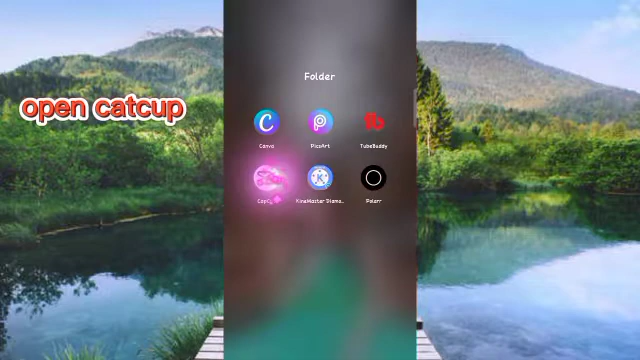 Folder
open catcup
Canva
PicsArt
TubeBuddy
KineMaster Diamo..
Polarr